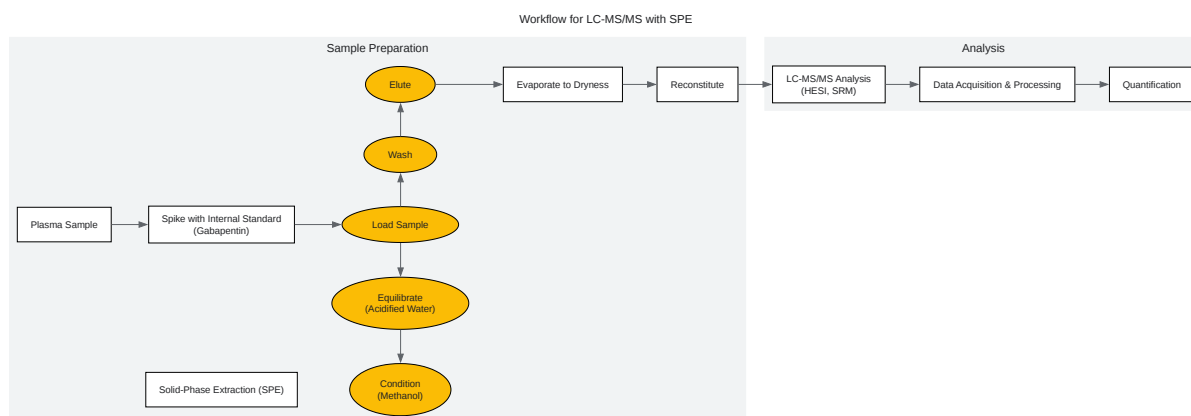 Workflow for LC-MS/MS with SPE
Sample Preparation
Analysis
Elute
Evaporate to Dryness
Reconstitute
LC-MS/MS Analysis
(HESI, SRM)
Data Acquisition & Processing
Quantification
Wash
Plasma Sample
Spike with Internal Standard
(Gabapentin)
Load Sample
Equilibrate
(Acidified Water)
Solid-Phase Extraction (SPE)
Condition
(Methanol)